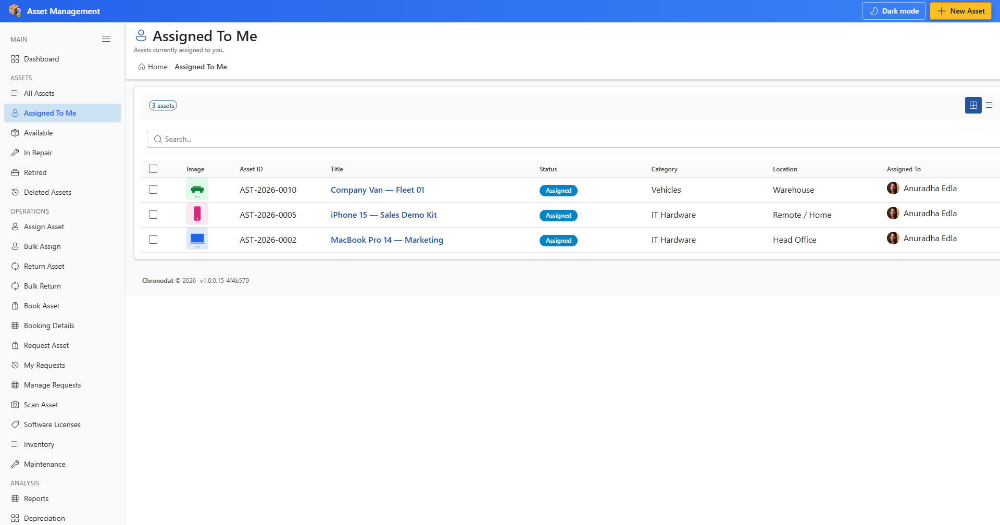 Asset Management
Dark mode
New Asset
MAIN
Dashboard
ASSETS
All Assets
Assigned To Me
Available
In Repair
Retired
Deleted Assets
OPERATIONS
Assign Asset
Bulk Assign
Return Asset
Bulk Return
Book Asset
Booking Details
Request Asset
My Requests
Manage Requests
Scan Asset
Software Licenses
Inventory
Maintenance
ANALYSIS
Reports
Depreciation
Assigned To Me
Assets currently assigned to you.
Home Assigned To Me
3 assets
Search...
Image Asset ID Title Status Category Location Assigned To
AST-2026-0010 Company Van — Fleet 01 Assigned Vehicles Warehouse Anuradha Edla
AST-2026-0005 iPhone 15 — Sales Demo Kit Assigned IT Hardware Remote / Home Anuradha Edla
AST-2026-0002 MacBook Pro 14 — Marketing Assigned IT Hardware Head Office Anuradha Edla
Chronodat © 2026 v1.0.0.15-4f4b579